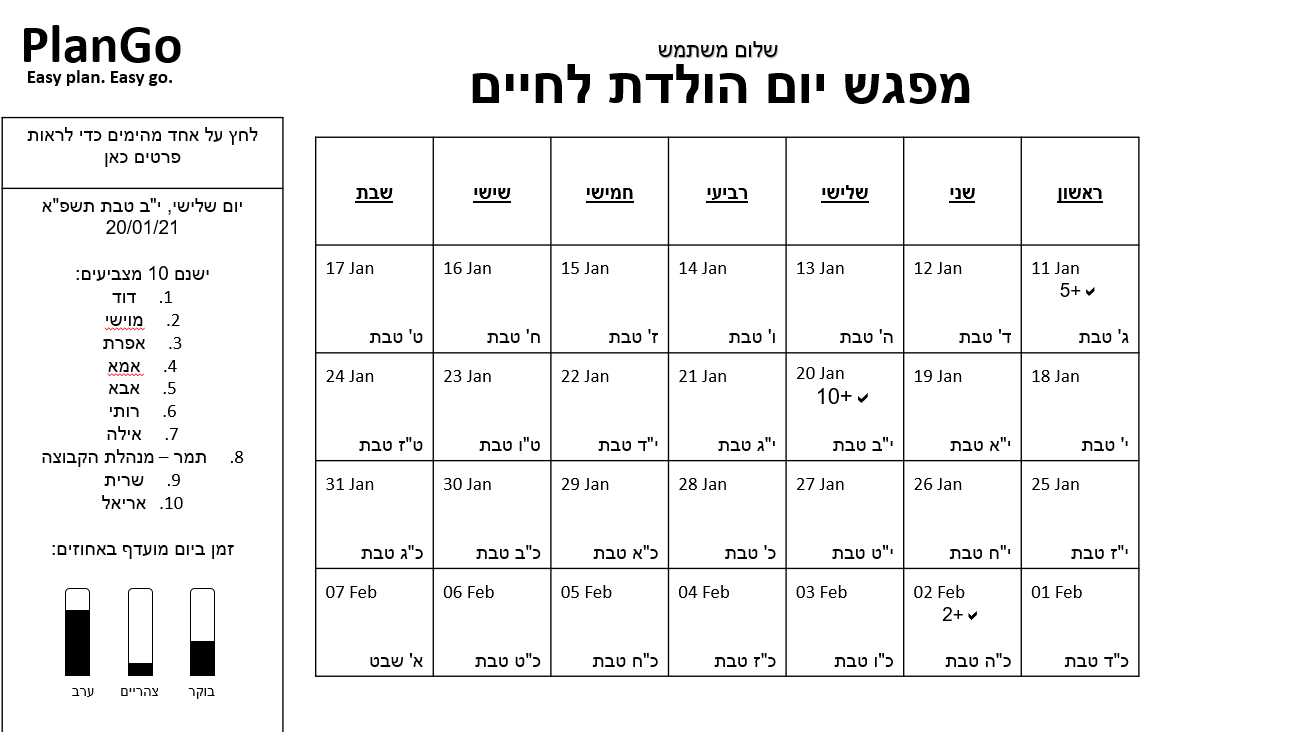 PlanGo
Easy plan. Easy go.
שלום משתמש
מפגש יום הולדת לחיים
לחץ על אחד מהימים כדי לראות
פרטים כאן
יום שלישי, י"ב טבת תשפ"א
20/01/21
ישנם 10 מצביעים:
1. דוד
2. מוישי
3. אפרת
4. אמא
5. אבא
6. רותי
7. אילה
8. תמר – מנהלת הקבוצה
9. שרית
10. אריאל
זמן ביום מועדף באחוזים:
בוקר צהריים ערב
ראשון שני שלישי רביעי חמישי שישי שבת
11 Jan 12 Jan 13 Jan 14 Jan 15 Jan 16 Jan 17 Jan
5+
ג' טבת ד' טבת ה' טבת ו' טבת ז' טבת ח' טבת ט' טבת
18 Jan 19 Jan 20 Jan 21 Jan 22 Jan 23 Jan 24 Jan
10+
י' טבת י"א טבת י"ב טבת י"ג טבת י"ד טבת ט"ו טבת ט"ז טבת
25 Jan 26 Jan 27 Jan 28 Jan 29 Jan 30 Jan 31 Jan
י"ז טבת י"ח טבת י"ט טבת כ' טבת כ"א טבת כ"ב טבת כ"ג טבת
01 Feb 02 Feb 03 Feb 04 Feb 05 Feb 06 Feb 07 Feb
2+
כ"ד טבת כ"ה טבת כ"ו טבת כ"ז טבת כ"ח טבת כ"ט טבת א' שבט